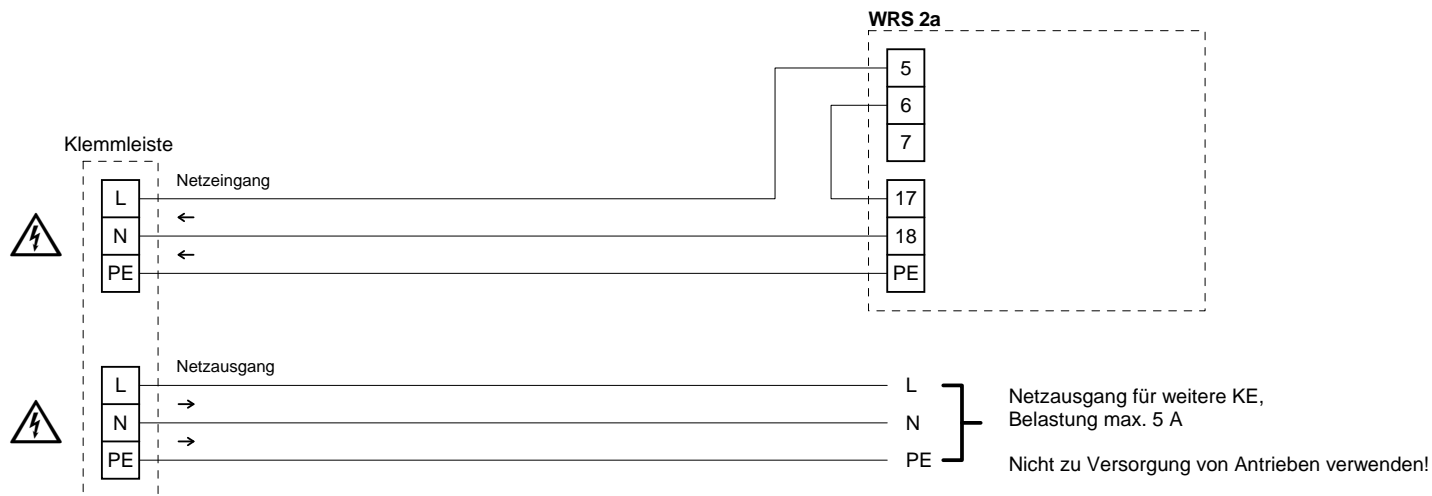 WRS 2a
5
6
7
Klemmleiste
Netzeingang
L
17
N
18
PE
PE
Netzausgang
L
L
N
N
PE
PE
Netzausgang für weitere KE,
Belastung max. 5 A
Nicht zu Versorgung von Antrieben verwenden!